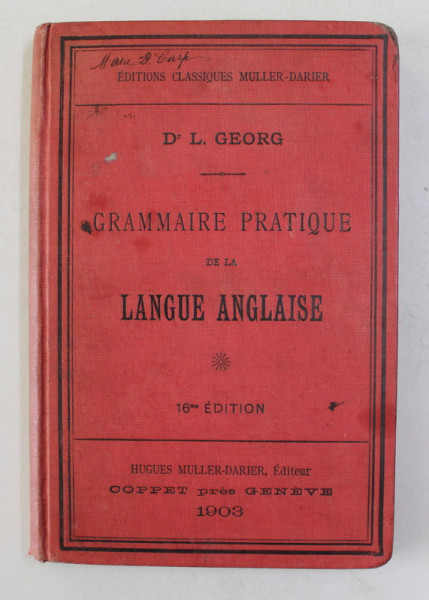 ÉDITIONS CLASSIQUES MULLER-DARIER
Dr L. GEORG
GRAMMAIRE PRATIQUE
DE LA
LANGUE ANGLAISE
16me ÉDITION
HUGUES MULLER-DARIER, Éditeur
COPPET près GENÈVE
1903